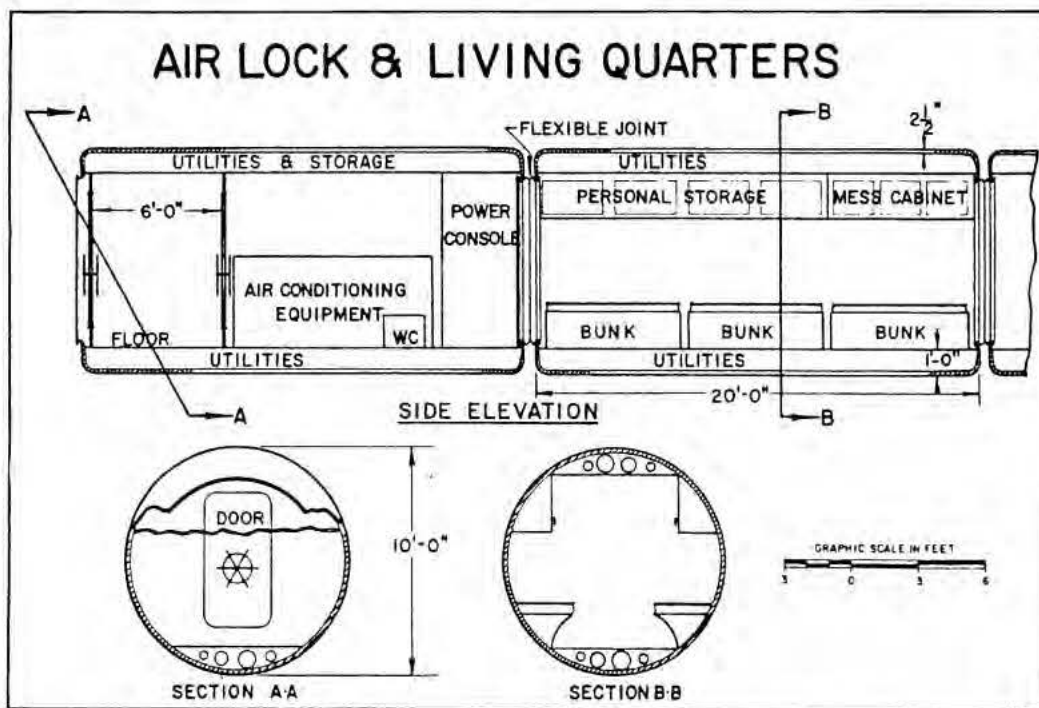 AIR LOCK & LIVING QUARTERS
A
B
2 1/2"
FLEXIBLE JOINT
UTILITIES & STORAGE
UTILITIES
6'-0"
POWER
CONSOLE
PERSONAL STORAGE
MESS CABINET
AIR CONDITIONING
EQUIPMENT
WC
FLOOR
UTILITIES
BUNK
BUNK
BUNK
UTILITIES
1'-0"
20'-0"
A
SIDE ELEVATION
B
DOOR
10'-0"
GRAPHIC SCALE IN FEET
3 0 3 6
SECTION A-A
SECTION B-B